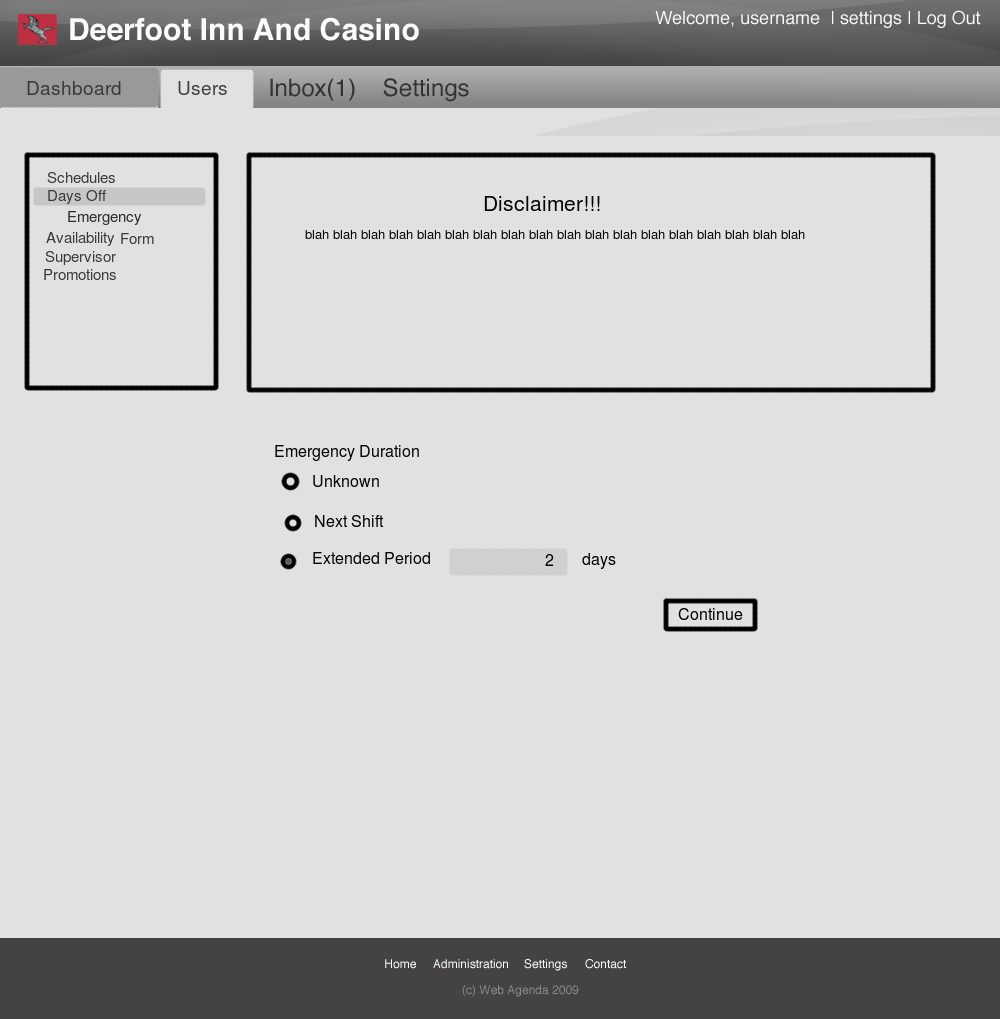 Deerfoot Inn And Casino
Welcome, username | settings | Log Out
Dashboard Users Inbox(1) Settings
Schedules
Days Off
Emergency
Availability Form
Supervisor
Promotions
Disclaimer!!!
blah blah blah blah blah blah blah blah blah blah blah blah blah blah blah blah blah blah
Emergency Duration
Unknown
Next Shift
Extended Period 2 days
Continue
Home Administration Settings Contact
(c) Web Agenda 2009